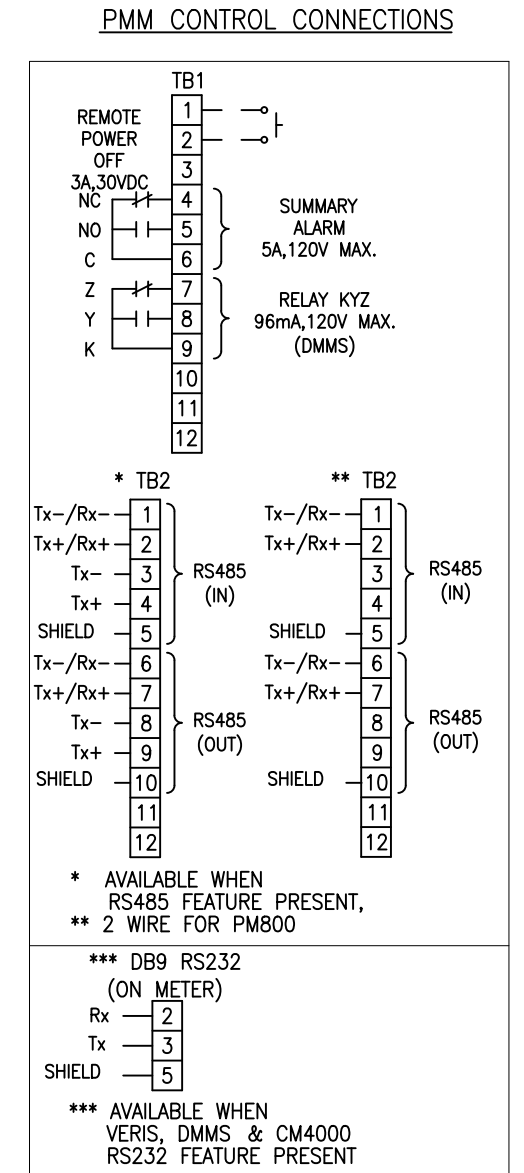 PMM CONTROL CONNECTIONS
TB1
REMOTE
POWER
OFF
3A,30VDC
1
2
3
NC 4
NO 5
C 6
SUMMARY
ALARM
5A,120V MAX.
Z 7
Y 8
K 9
RELAY KYZ
96mA,120V MAX.
(DMMS)
10
11
12
* TB2
Tx-/Rx- 1
Tx+/Rx+ 2
Tx- 3
Tx+ 4
SHIELD 5
RS485
(IN)
Tx-/Rx- 6
Tx+/Rx+ 7
Tx- 8
Tx+ 9
SHIELD 10
RS485
(OUT)
11
12
** TB2
Tx-/Rx- 1
Tx+/Rx+ 2
3
4
SHIELD 5
RS485
(IN)
Tx-/Rx- 6
Tx+/Rx+ 7
8
9
SHIELD 10
RS485
(OUT)
11
12
* AVAILABLE WHEN
RS485 FEATURE PRESENT,
** 2 WIRE FOR PM800
*** DB9 RS232
(ON METER)
Rx 2
Tx 3
SHIELD 5
*** AVAILABLE WHEN
VERIS, DMMS & CM4000
RS232 FEATURE PRESENT